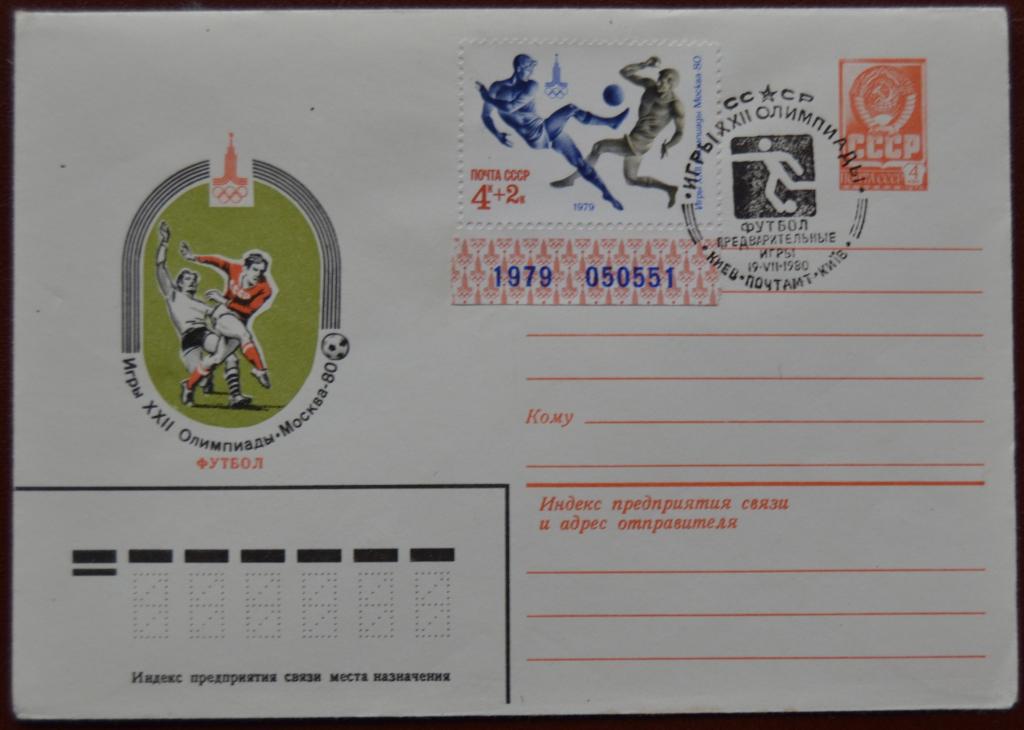 Игры XXII Олимпиады•Москва-80
ФУТБОЛ
ПОЧТА СССР
4к+2к
1979
Игры XXII Олимпиады Москва-80
1979 050551
СССР
• ИГРЫ XXII ОЛИМПИАДЫ •
ФУТБОЛ
ПРЕДВАРИТЕЛЬНЫЕ
ИГРЫ
19•VII•1980
• КИЕВ • ПОЧТАМТ • КИЇВ •
СССР
4
Кому
Индекс предприятия связи
и адрес отправителя
Индекс предприятия связи места назначения